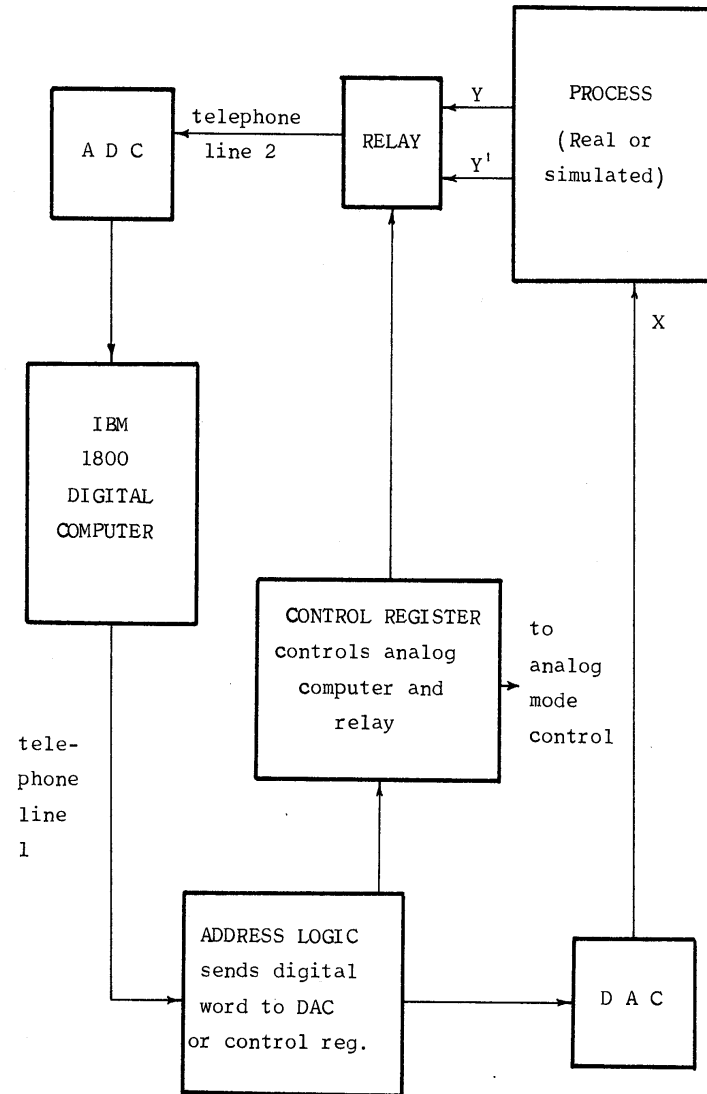 PROCESS
(Real or
simulated)
Y
Y'
RELAY
telephone
line 2
A D C
X
IBM
1800
DIGITAL
COMPUTER
CONTROL REGISTER
controls analog
computer and
relay
to
analog
mode
control
tele-
phone
line
1
ADDRESS LOGIC
sends digital
word to DAC
or control reg.
D A C